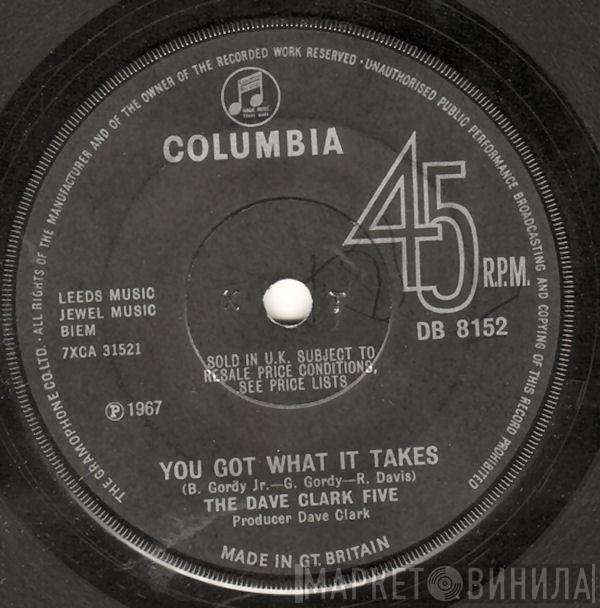 THE GRAMOPHONE CO. LTD. · ALL RIGHTS OF THE MANUFACTURER AND OF THE OWNER OF THE RECORDED WORK RESERVED · UNAUTHORISED PUBLIC PERFORMANCE BROADCASTING AND COPYING OF THIS RECORD PROHIBITED
COLUMBIA
45
R.P.M.
LEEDS MUSIC
JEWEL MUSIC
BIEM
7XCA 31521
DB 8152
K T
SOLD IN U.K. SUBJECT TO
RESALE PRICE CONDITIONS,
SEE PRICE LISTS
Ⓟ 1967
YOU GOT WHAT IT TAKES
(B. Gordy Jr.—G. Gordy—R. Davis)
THE DAVE CLARK FIVE
Producer Dave Clark
MADE IN GT. BRITAIN
МАРКЕТ ВИНИЛА